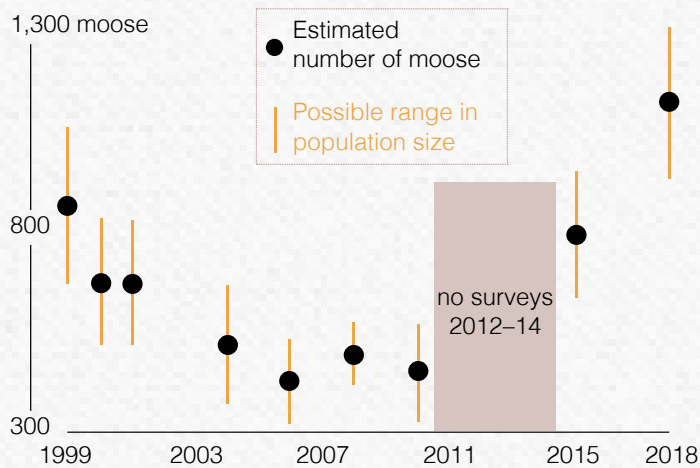 1,300 moose
Estimated
number of moose
Possible range in
population size
800
no surveys
2012–14
300
1999 2003 2007 2011 2015 2018